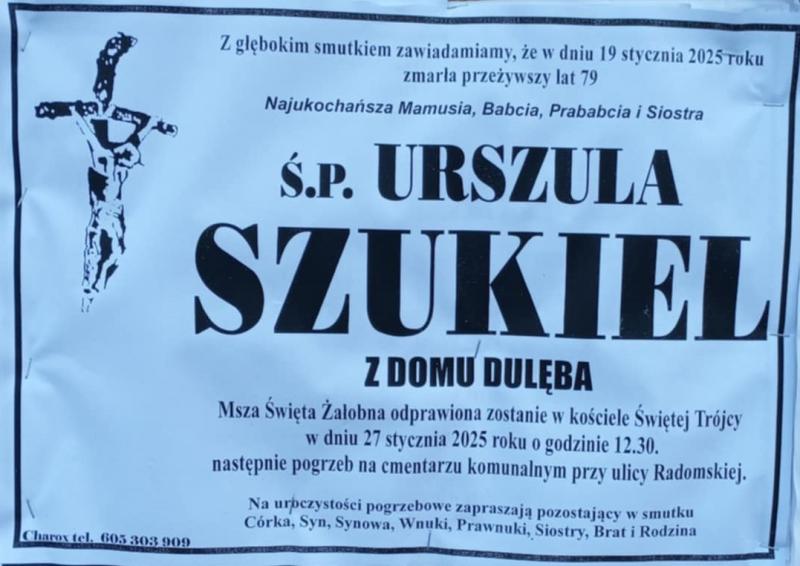 Z głębokim smutkiem zawiadamiamy, że w dniu 19 stycznia 2025 roku
zmarła przeżywszy lat 79
Najukochańsza Mamusia, Babcia, Prababcia i Siostra
Ś.P. URSZULA
SZUKIEL
Z DOMU DULĘBA
Msza Święta Żałobna odprawiona zostanie w kościele Świętej Trójcy
w dniu 27 stycznia 2025 roku o godzinie 12.30.
następnie pogrzeb na cmentarzu komunalnym przy ulicy Radomskiej.
Na uroczystości pogrzebowe zapraszają pozostający w smutku
Córka, Syn, Synowa, Wnuki, Prawnuki, Siostry, Brat i Rodzina
Charox tel. 605 303 909